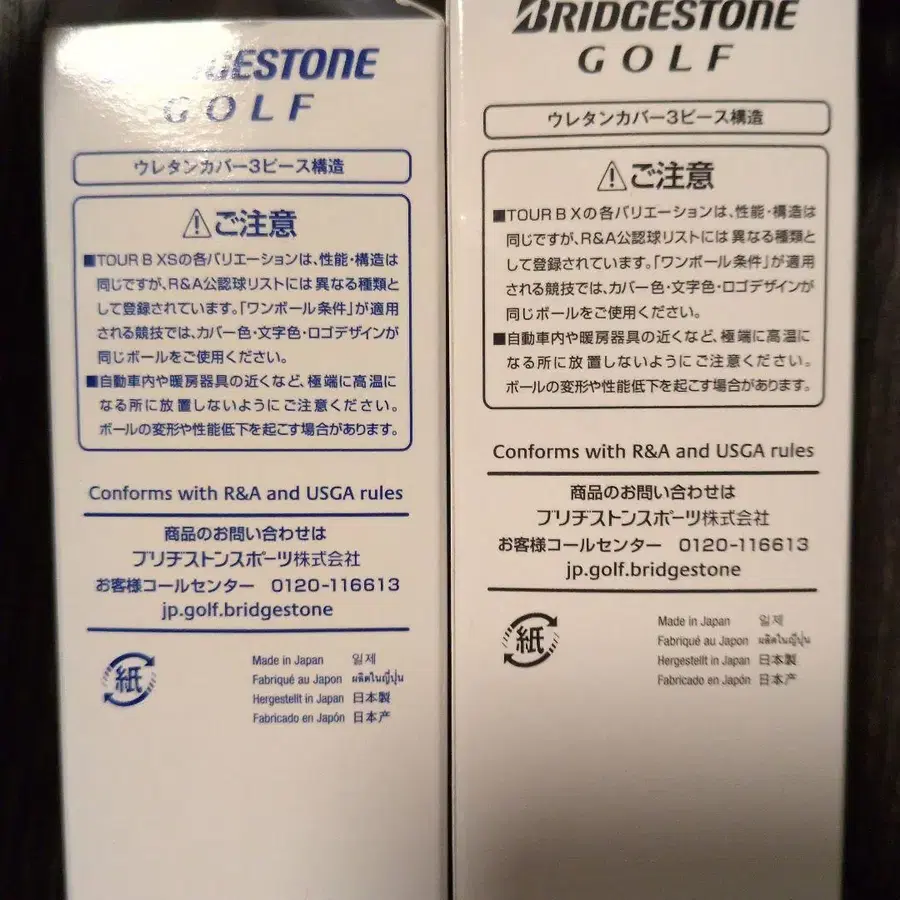 GESTONE
GOLF
ウレタンカバー3ピース構造
⚠ご注意
■TOUR B XSの各バリエーションは、性能・構造は
同じですが、R&A公認球リストには異なる種類と
して登録されています。「ワンボール条件」が適用
される競技では、カバー色・文字色・ロゴデザインが
同じボールをご使用ください。
■自動車内や暖房器具の近くなど、極端に高温に
なる所に放置しないようにご注意ください。
ボールの変形や性能低下を起こす場合があります。
Conforms with R&A and USGA rules
商品のお問い合わせは
ブリヂストンスポーツ株式会社
お客様コールセンター 0120-116613
jp.golf.bridgestone
紙
Made in Japan 일제
Fabriqué au Japon ผลิตในญี่ปุ่น
Hergestellt in Japan 日本製
Fabricado en Japón 日本产
BRIDGESTONE
GOLF
ウレタンカバー3ピース構造
⚠ご注意
■TOUR B Xの各バリエーションは、性能・構造は
同じですが、R&A公認球リストには異なる種類と
して登録されています。「ワンボール条件」が適用
される競技では、カバー色・文字色・ロゴデザインが
同じボールをご使用ください。
■自動車内や暖房器具の近くなど、極端に高温に
なる所に放置しないようにご注意ください。
ボールの変形や性能低下を起こす場合があります。
Conforms with R&A and USGA rules
商品のお問い合わせは
ブリヂストンスポーツ株式会社
お客様コールセンター 0120-116613
jp.golf.bridgestone
紙
Made in Japan 일제
Fabriqué au Japon ผลิตในญี่ปุ่น
Hergestellt in Japan 日本製
Fabricado en Japón 日本产